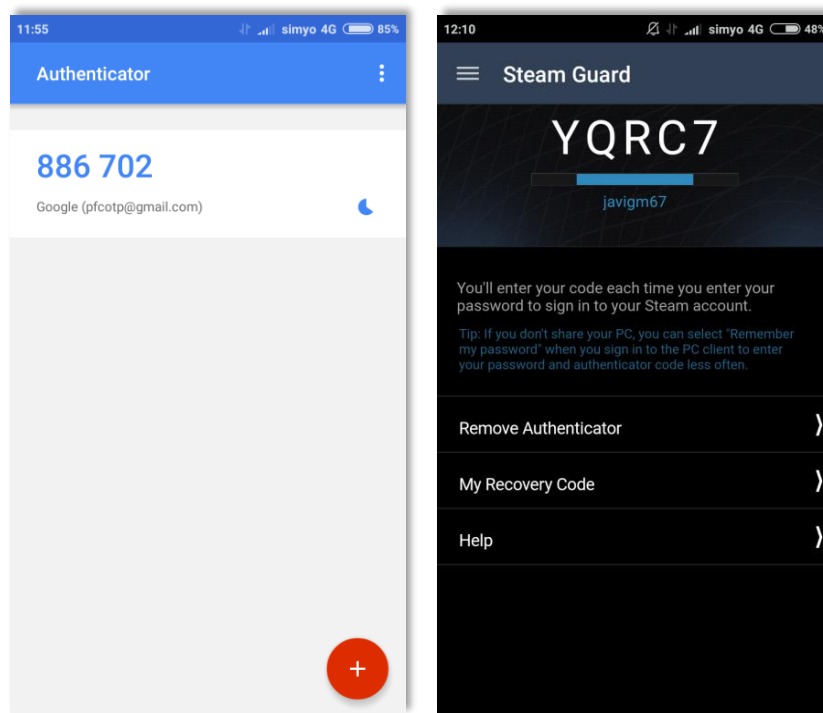 11:55
simyo 4G 85%
Authenticator
886 702
Google (pfcotp@gmail.com)
+
12:10
simyo 4G 48%
Steam Guard
YQRC7
javigm67
You'll enter your code each time you enter your
password to sign in to your Steam account.
Tip: If you don't share your PC, you can select "Remember
my password" when you sign in to the PC client to enter
your password and authenticator code less often.
Remove Authenticator
My Recovery Code
Help